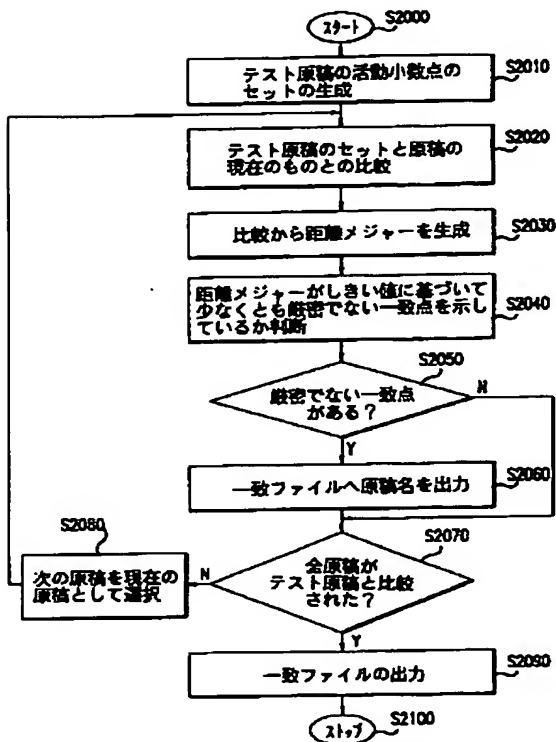 スタート
S2000
テスト原稿の活動小数点の
セットの生成
S2010
テスト原稿のセットと原稿の
現在のものとの比較
S2020
比較から距離メジャーを生成
S2030
距離メジャーがしきい値に基づいて
少なくとも厳密でない一致点を示し
ているか判断
S2040
S2050
厳密でない一致点
がある？
N
Y
一致ファイルへ原稿名を出力
S2060
S2070
全原稿が
テスト原稿と比較
された？
N
Y
S2080
次の原稿を現在の
原稿として選択
一致ファイルの出力
S2090
ストップ
S2100